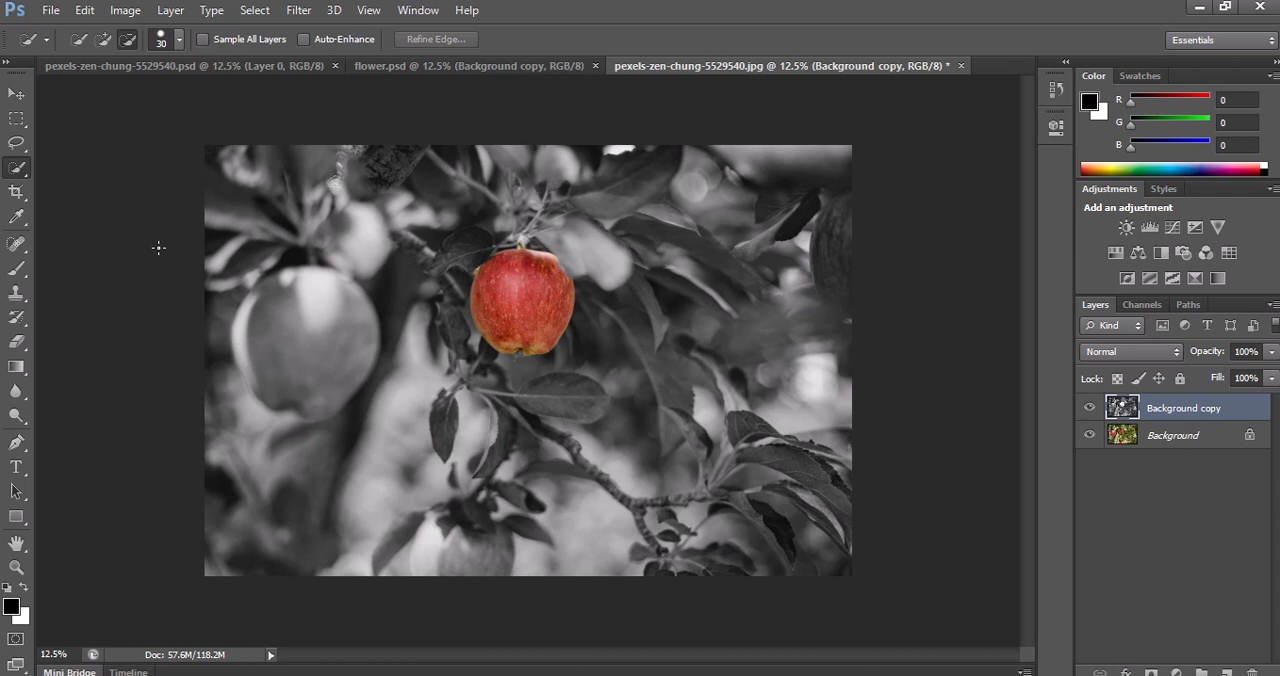 Ps File Edit Image Layer Type Select Filter 3D View Window Help
30 Sample All Layers Auto-Enhance Refine Edge... Essentials
pexels-zen-chung-5529540.psd @ 12.5% (Layer 0, RGB/8) × flower.psd @ 12.5% (Background copy, RGB/8) × pexels-zen-chung-5529540.jpg @ 12.5% (Background copy, RGB/8) * ×
Color Swatches
R 0
G 0
B 0
Adjustments Styles
Add an adjustment
Layers Channels Paths
Kind
Normal Opacity: 100%
Lock: Fill: 100%
Background copy
Background
12.5% Doc: 57.6M/118.2M
Mini Bridge Timeline